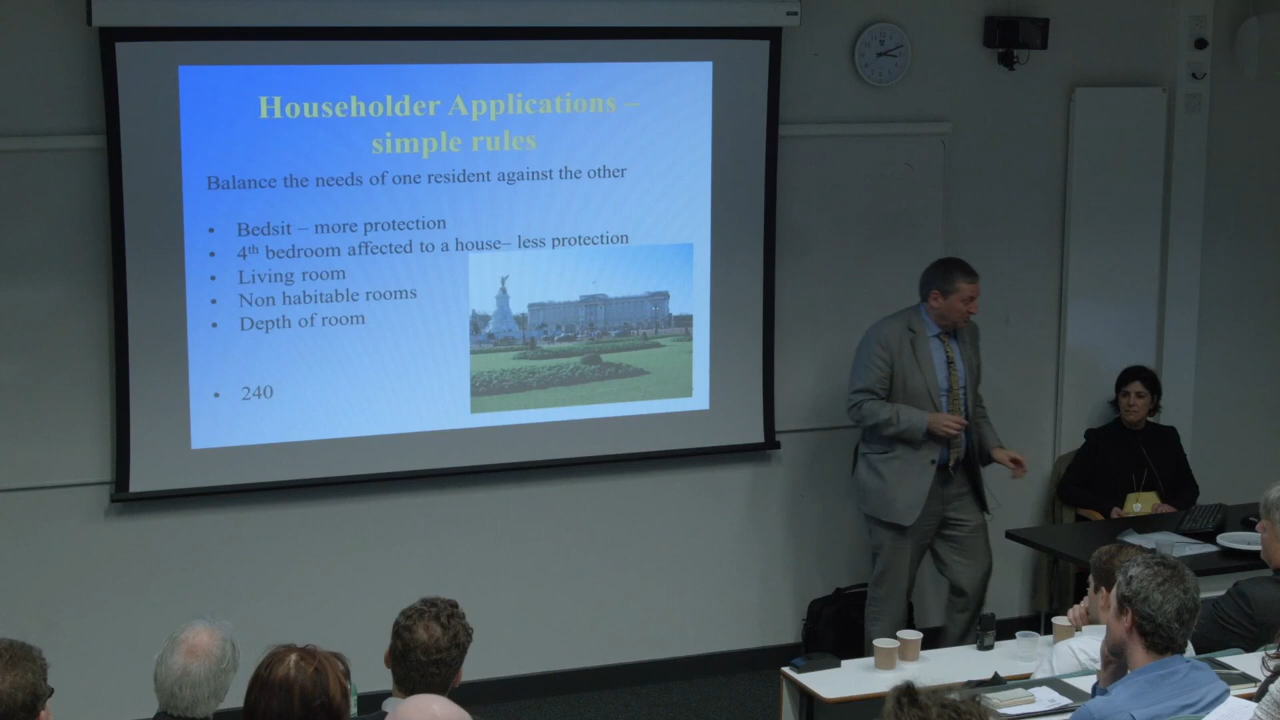 Householder Applications –
simple rules
Balance the needs of one resident against the other
• Bedsit – more protection
• 4th bedroom affected to a house– less protection
• Living room
• Non habitable rooms
• Depth of room
• 240